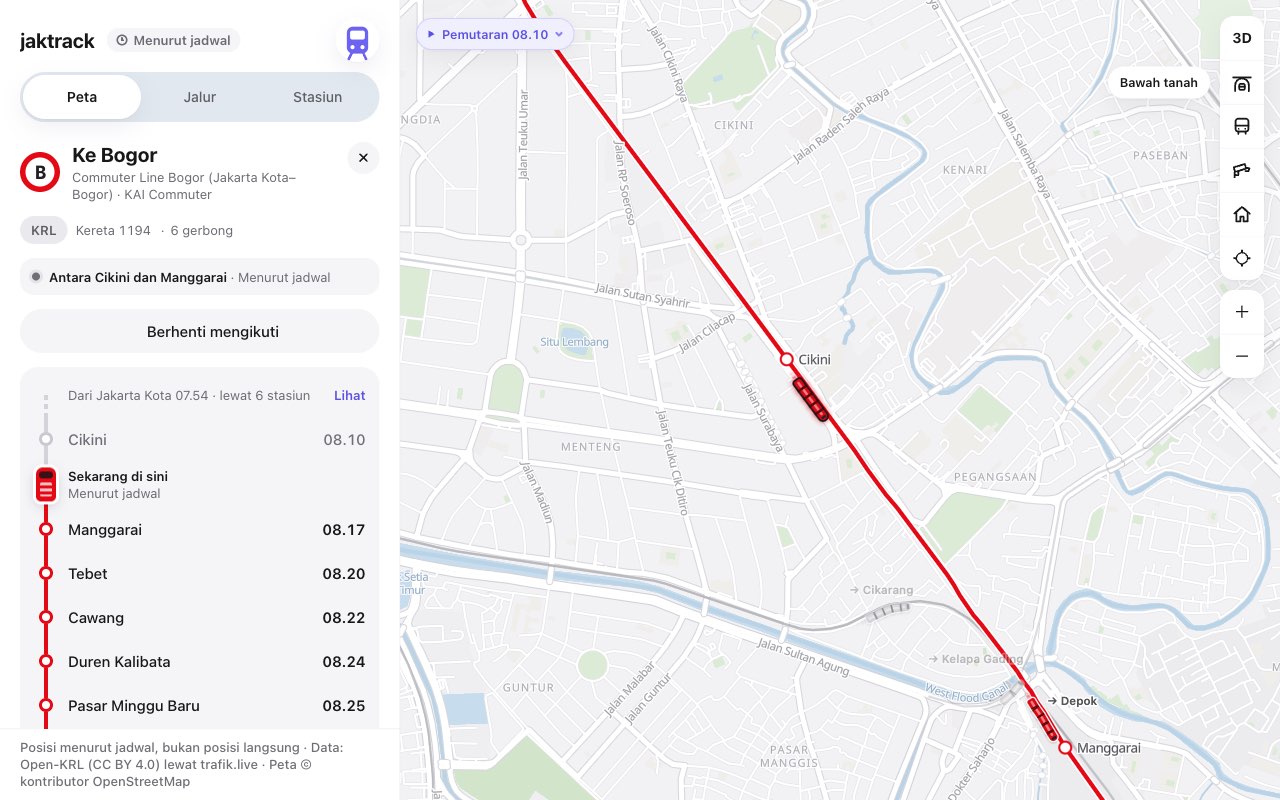 jaktrack
Menurut jadwal
Peta
Jalur
Stasiun
B
Ke Bogor
Commuter Line Bogor (Jakarta Kota–
Bogor) · KAI Commuter
KRL
Kereta 1194 · 6 gerbong
Antara Cikini dan Manggarai · Menurut jadwal
Berhenti mengikuti
Dari Jakarta Kota 07.54 · lewat 6 stasiun
Lihat
Cikini
08.10
Sekarang di sini
Menurut jadwal
Manggarai
08.17
Tebet
08.20
Cawang
08.22
Duren Kalibata
08.24
Pasar Minggu Baru
08.25
Posisi menurut jadwal, bukan posisi langsung · Data:
Open-KRL (CC BY 4.0) lewat trafik.live · Peta ©
kontributor OpenStreetMap
Pemutaran 08.10
3D
Bawah tanah
NGDIA
Jalan Teuku Umar
Jalan Cikini Raya
CIKINI
Jalan Raden Saleh Raya
Jalan RP Soeroso
KENARI
Jalan Salemba Raya
PASEBAN
Jalan Sutan Syahrir
Situ Lembang
Jalan Cilacap
Cikini
Jalan Surabaya
MENTENG
Jalan Teuku Cik Ditiro
Jalan Madiun
PEGANGSAAN
Setia
imur
→ Cikarang
→ Kelapa Gading
Jalan Sultan Agung
West Flood Canal
→ Depok
Manggarai
GUNTUR
Jalan Malabar
Jalan Guntur
PASAR
MANGGIS
Dokter Saharjo
M
Ja